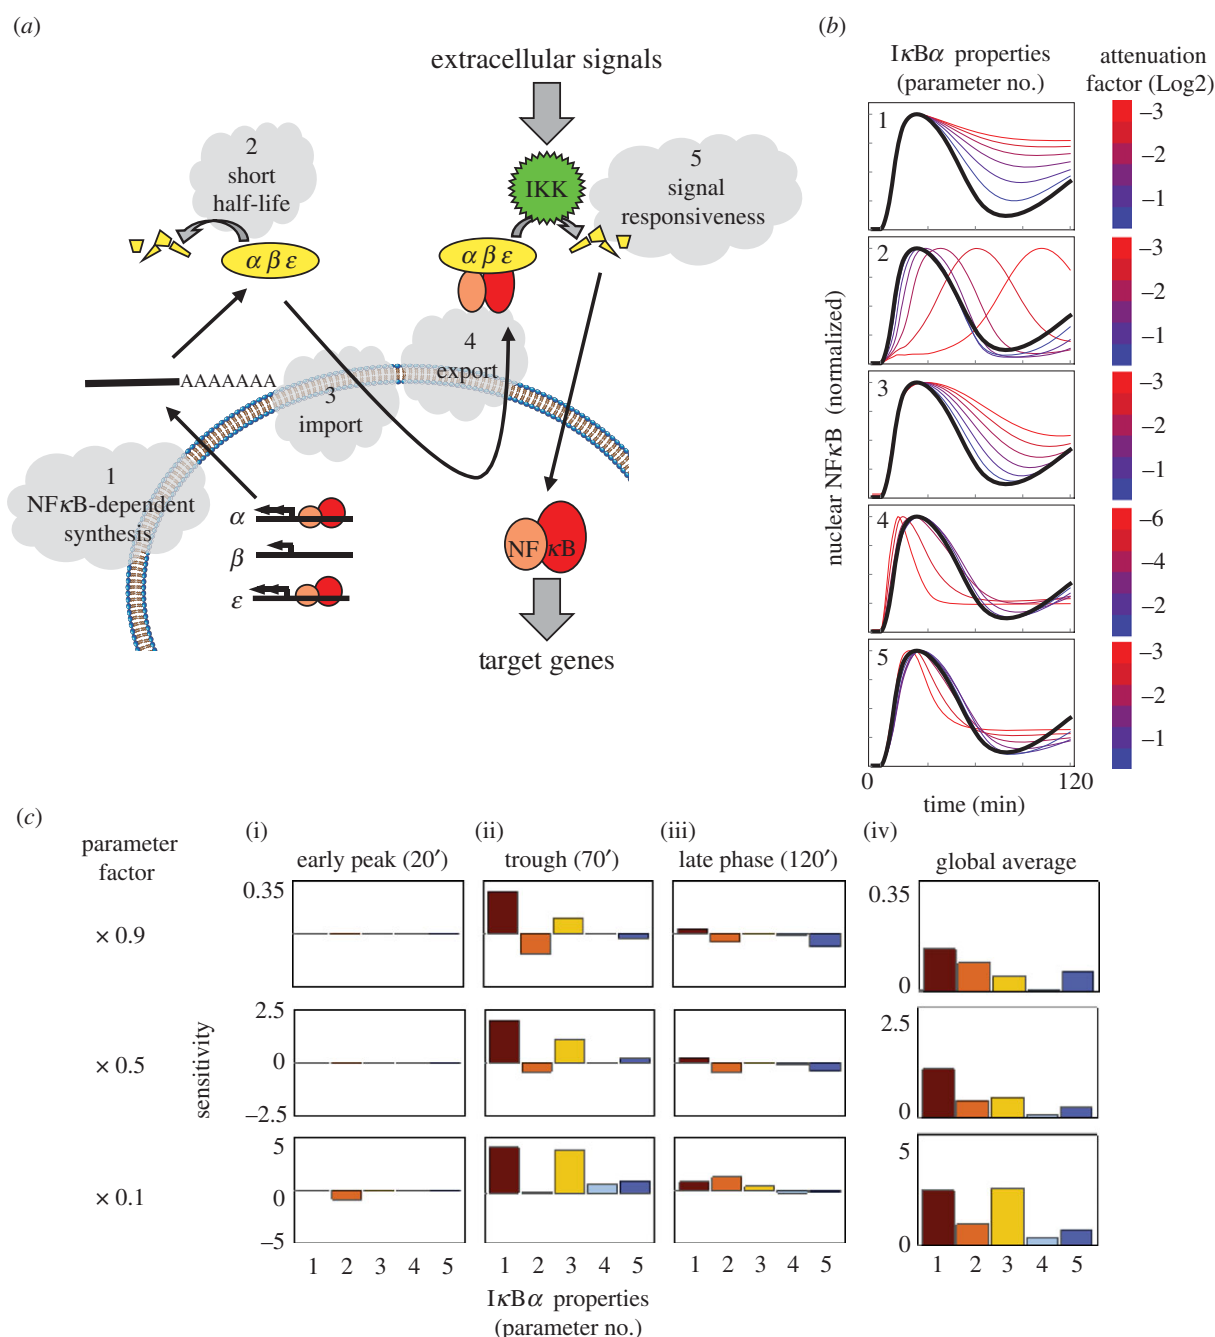 (a)
extracellular signals
2
short
half-life
5
signal
responsiveness
IKK
α β ε
α β ε
4
export
AAAAAAA
3
import
1
NFκB-dependent
synthesis
α
β
ε
NF κB
target genes
(b)
IκBα properties
(parameter no.)
attenuation
factor (Log2)
nuclear NFκB (normalized)
1
–3
–2
–1
2
–3
–2
–1
3
–3
–2
–1
4
–6
–4
–2
5
–3
–2
–1
0 120
time (min)
(c)
parameter
factor
(i)
early peak (20′)
(ii)
trough (70′)
(iii)
late phase (120′)
(iv)
global average
sensitivity
× 0.9
0.35
0.35
0
× 0.5
2.5
0
–2.5
2.5
0
× 0.1
5
0
–5
5
0
1 2 3 4 5
1 2 3 4 5
1 2 3 4 5
1 2 3 4 5
IκBα properties
(parameter no.)